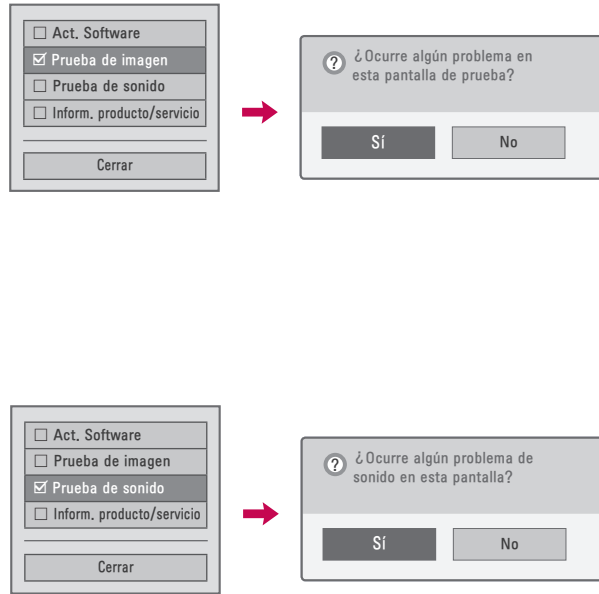 Act. Software
Prueba de imagen
Prueba de sonido
Inform. producto/servicio
Cerrar
¿Ocurre algún problema en
esta pantalla de prueba?
Sí
No
Act. Software
Prueba de imagen
Prueba de sonido
Inform. producto/servicio
Cerrar
¿Ocurre algún problema de
sonido en esta pantalla?
Sí
No